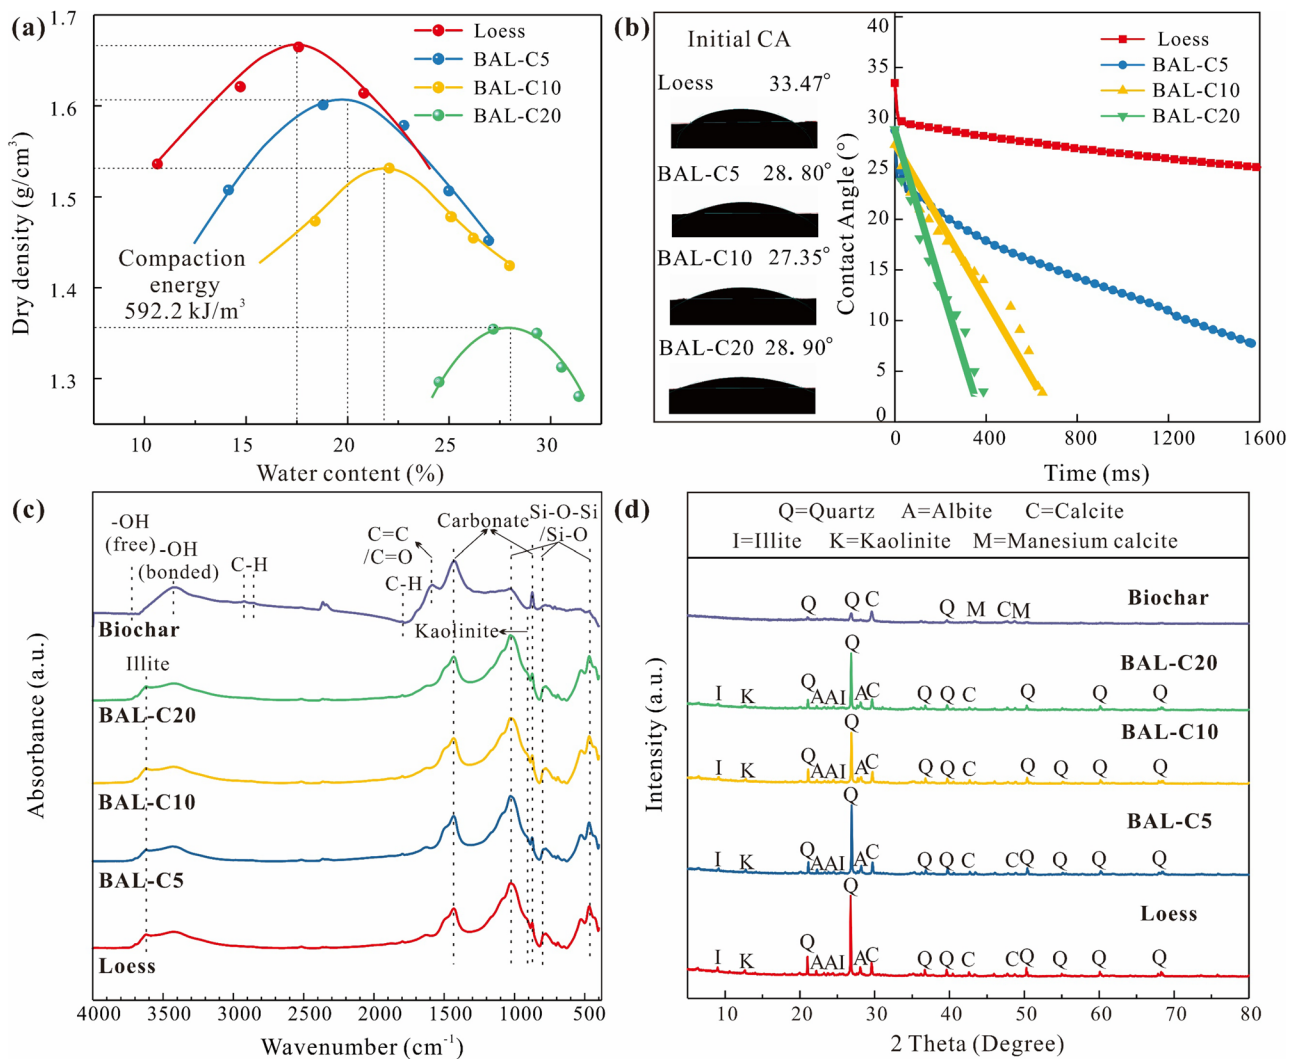 (a)
1.7
1.6
1.5
1.4
1.3
Dry density (g/cm³)
Loess
BAL-C5
BAL-C10
BAL-C20
Compaction
energy
592.2 kJ/m³
10
15
20
25
30
Water content (%)
(b)
Initial CA
Loess 33.47°
BAL-C5 28.80°
BAL-C10 27.35°
BAL-C20 28.90°
Contact Angle (°)
40
35
30
25
20
15
10
5
0
Loess
BAL-C5
BAL-C10
BAL-C20
0
400
800
1200
1600
Time (ms)
(c)
-OH
(free)
-OH
(bonded)
C-H
C=C
/C=O
C-H
Carbonate
Si-O-Si
/Si-O
Biochar
Kaolinite
Illite
BAL-C20
BAL-C10
BAL-C5
Loess
Absorbance (a.u.)
4000
3500
3000
2500
2000
1500
1000
500
Wavenumber (cm⁻¹)
(d)
Q=Quartz A=Albite C=Calcite
I=Illite K=Kaolinite M=Manesium calcite
Biochar
Q Q C Q M C M
BAL-C20
Q
I K Q A A I A C Q Q C Q Q Q
BAL-C10
Q
I K Q A A I A C Q Q C Q Q Q
BAL-C5
Q
I K Q A A I A C Q Q C C Q Q Q Q
Loess
Q
I K Q A A I A C Q Q C C Q Q Q Q
Intensity (a.u.)
10
20
30
40
50
60
70
80
2 Theta (Degree)